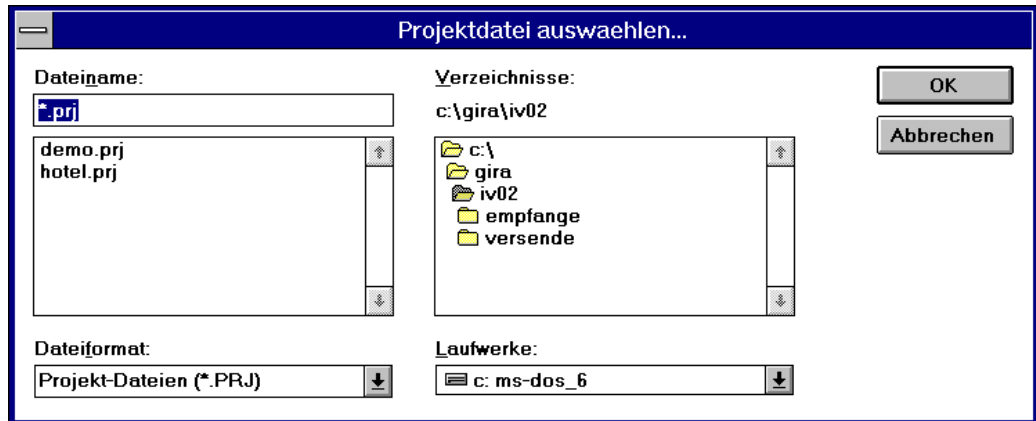 Projektdatei auswaehlen...
Dateiname:
*.prj
demo.prj
hotel.prj
Dateiformat:
Projekt-Dateien (*.PRJ)
Verzeichnisse:
c:\gira\iv02
c:\
gira
iv02
empfange
versende
Laufwerke:
c: ms-dos_6
OK
Abbrechen